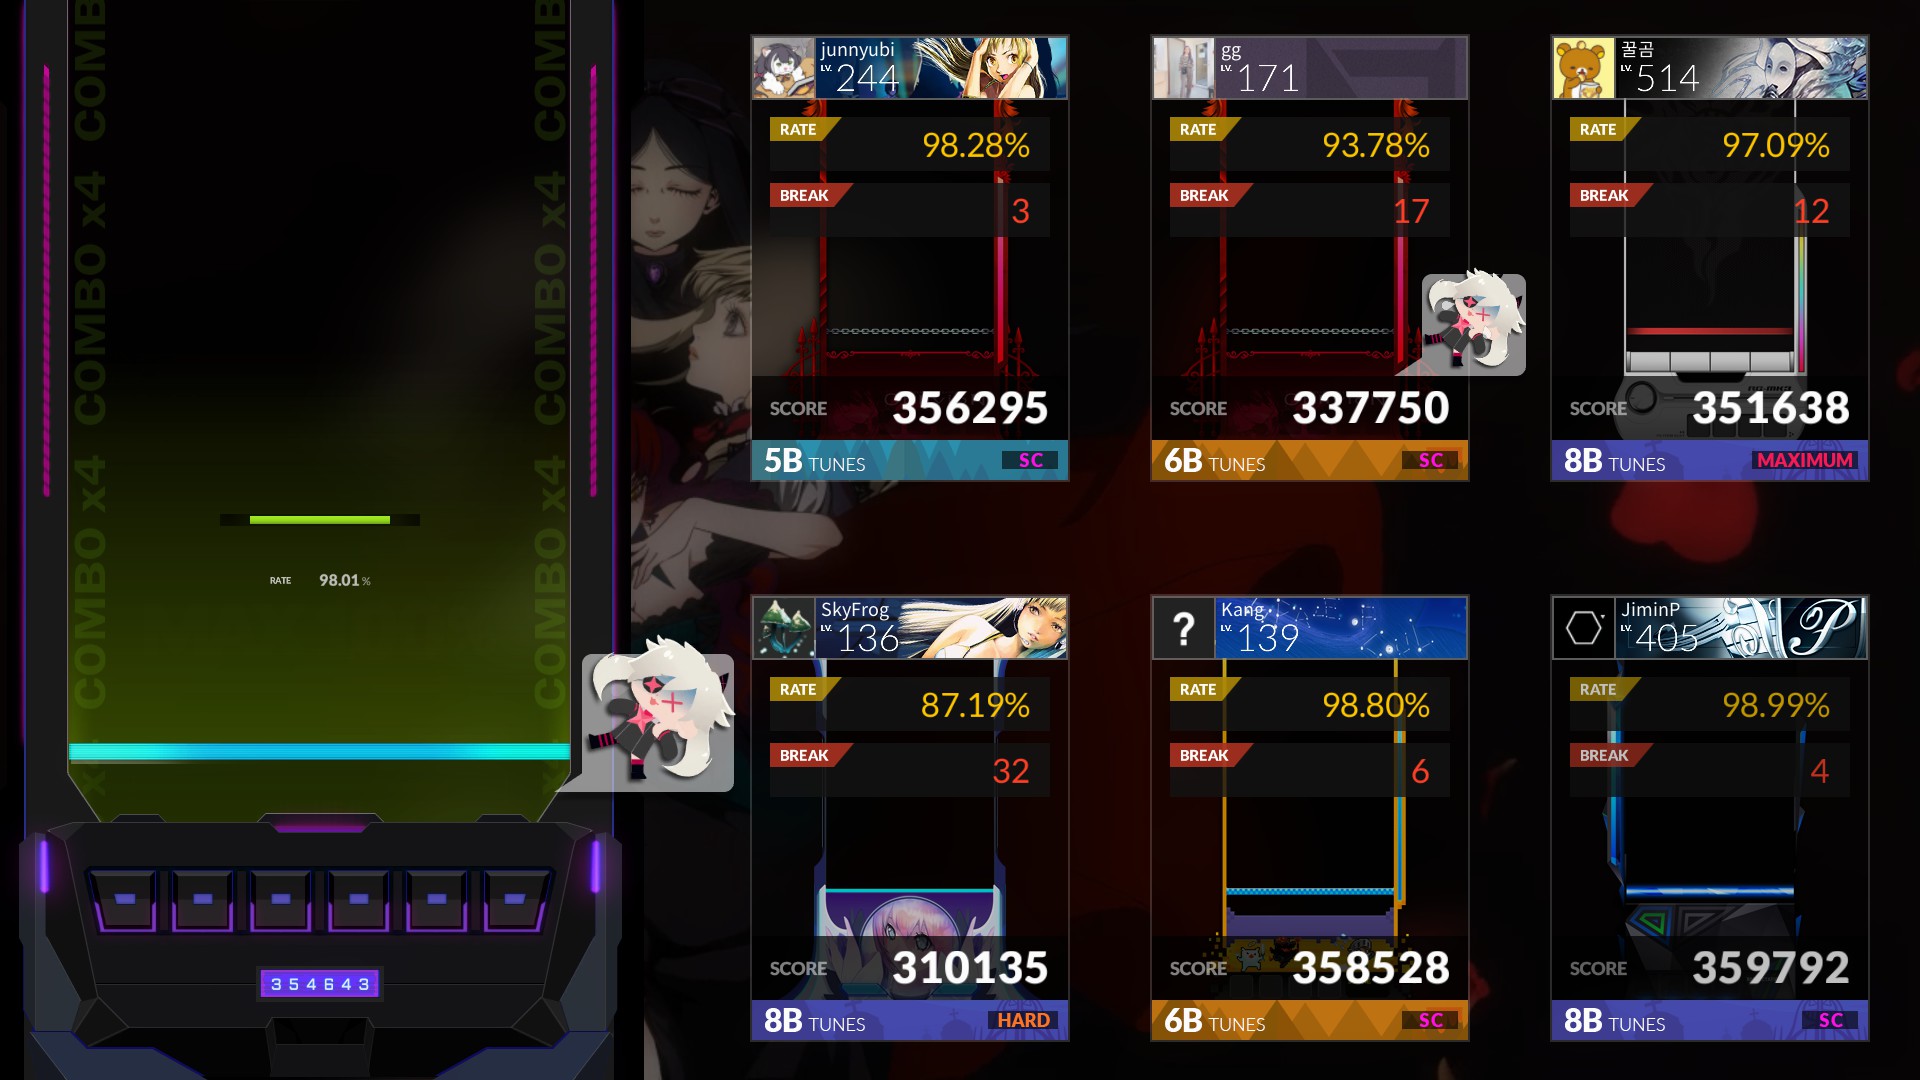 COMBO x4 COMBO x4 COMBO x4
COMBO x4 COMBO x4 COMBO x4
RATE 98.01 %
354643
junnyubi
LV. 244
RATE
98.28%
BREAK
3
SCORE 356295
5B TUNES SC
gg
LV. 171
RATE
93.78%
BREAK
17
SCORE 337750
6B TUNES SC
꿀곰
LV. 514
RATE
97.09%
BREAK
12
SCORE 351638
8B TUNES MAXIMUM
SkyFrog
LV. 136
RATE
87.19%
BREAK
32
SCORE 310135
8B TUNES HARD
?
Kang
LV. 139
RATE
98.80%
BREAK
6
SCORE 358528
6B TUNES SC
JiminP
LV. 405
P
RATE
98.99%
BREAK
4
SCORE 359792
8B TUNES SC